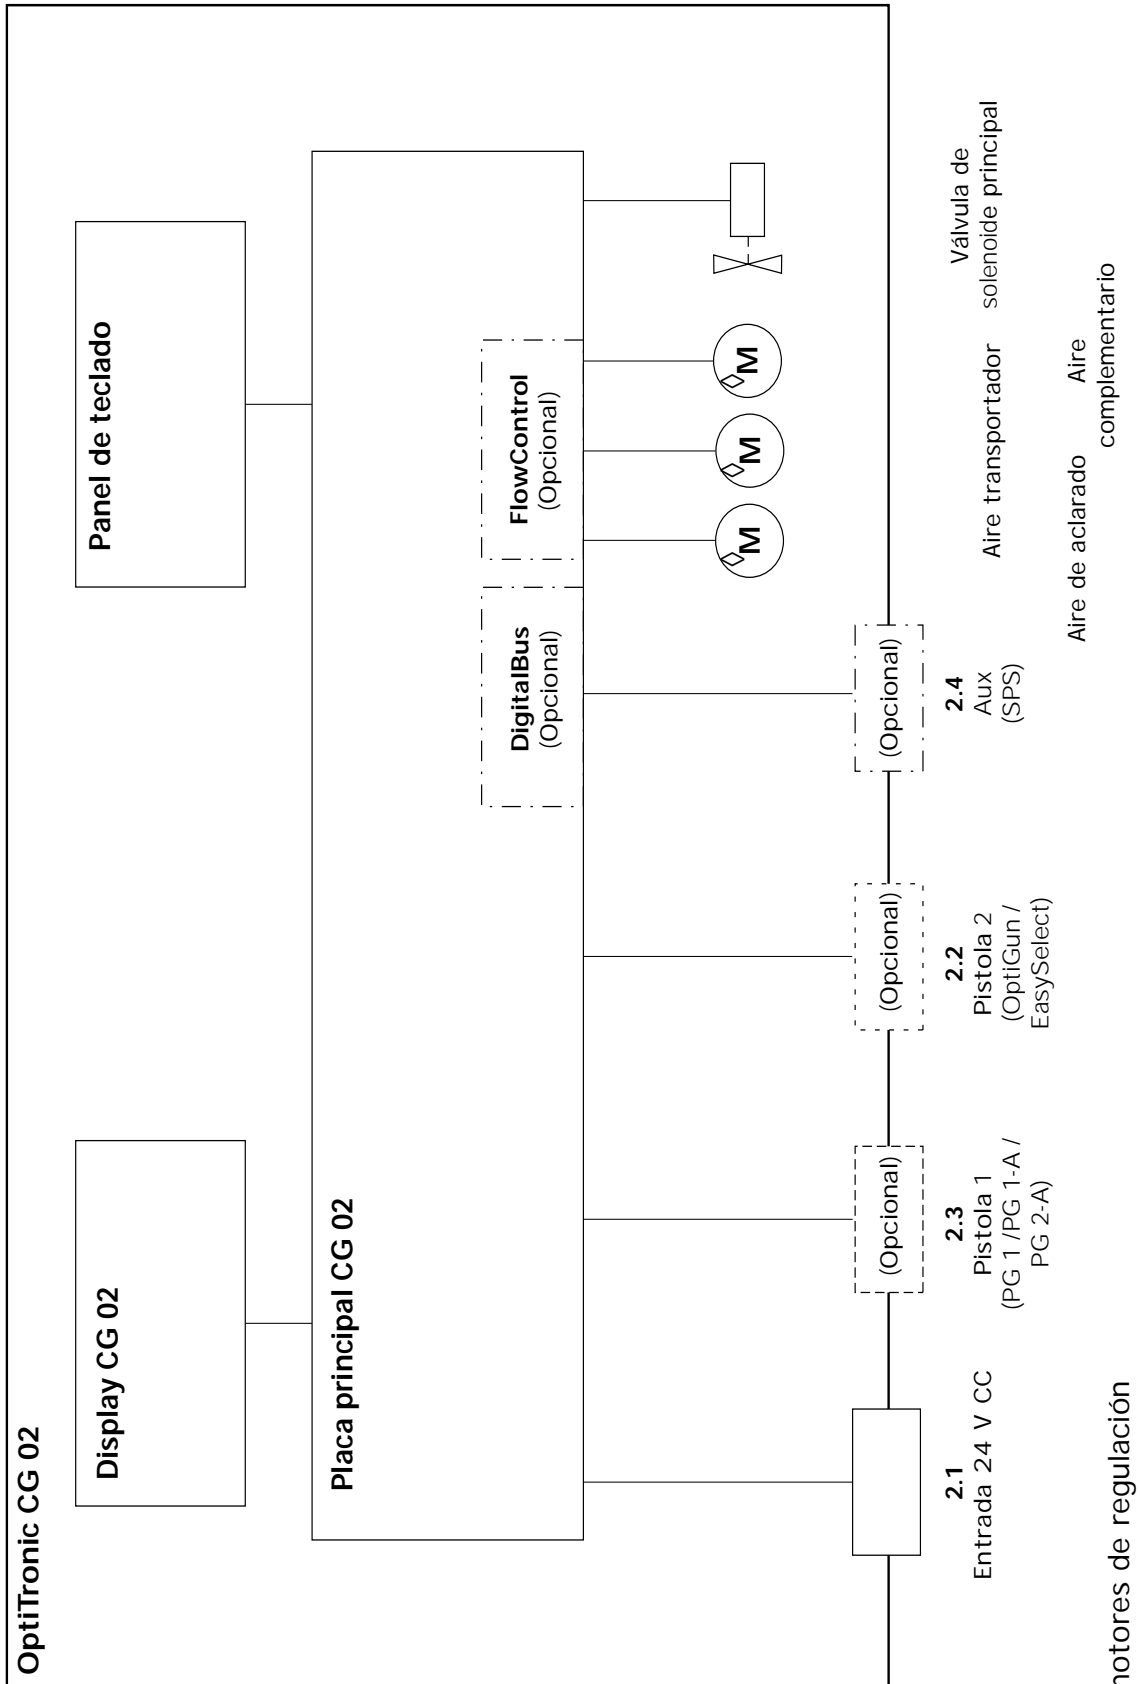 OptiTronic CG 02
Display CG 02
Panel de teclado
Placa principal CG 02
DigitalBus
(Opcional)
FlowControl
(Opcional)
M
M
M
(Opcional)
(Opcional)
(Opcional)
2.1
Entrada 24 V CC
2.3
Pistola 1
(PG 1 /PG 1-A /
PG 2-A)
2.2
Pistola 2
(OptiGun /
EasySelect)
2.4
Aux
(SPS)
Aire de aclarado
Aire transportador
Aire
complementario
Válvula de
solenoide principal
de regulación